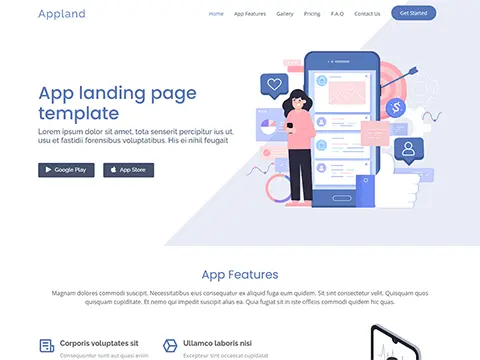 Appland
Home App Features Gallery Pricing F.A.Q Contact Us Get Started
App landing page
template
Lorem ipsum dolor sit amet, tota senserit percipitur ius ut,
usu et fastidii forensibus voluptatibus. His ei nihil feugait
Google Play App Store
App Features
Magnam dolores commodi suscipit. Necessitatibus eius consequatur ex aliquid fuga eum quidem. Sit sint consectetur velit. Quisquam quos
quisquam cupiditate. Et nemo qui impedit suscipit alias ea. Quia fugiat sit in iste officiis commodi quidem hic quas.
Corporis voluptates sit
Consequuntur sunt aut quasi enim
Ullamco laboris nisi
Excepteur sint occaecat cupidatat